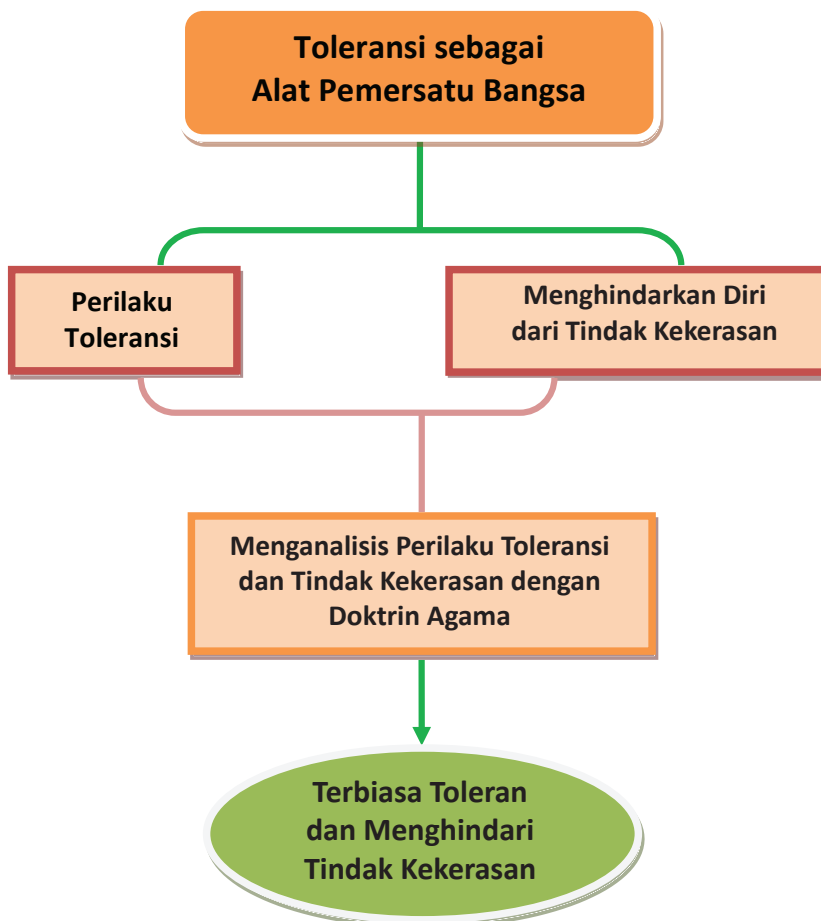 Toleransi sebagai
Alat Pemersatu Bangsa
Perilaku
Toleransi
Menghindarkan Diri
dari Tindak Kekerasan
Menganalisis Perilaku Toleransi
dan Tindak Kekerasan dengan
Doktrin Agama
Terbiasa Toleran
dan Menghindari
Tindak Kekerasan